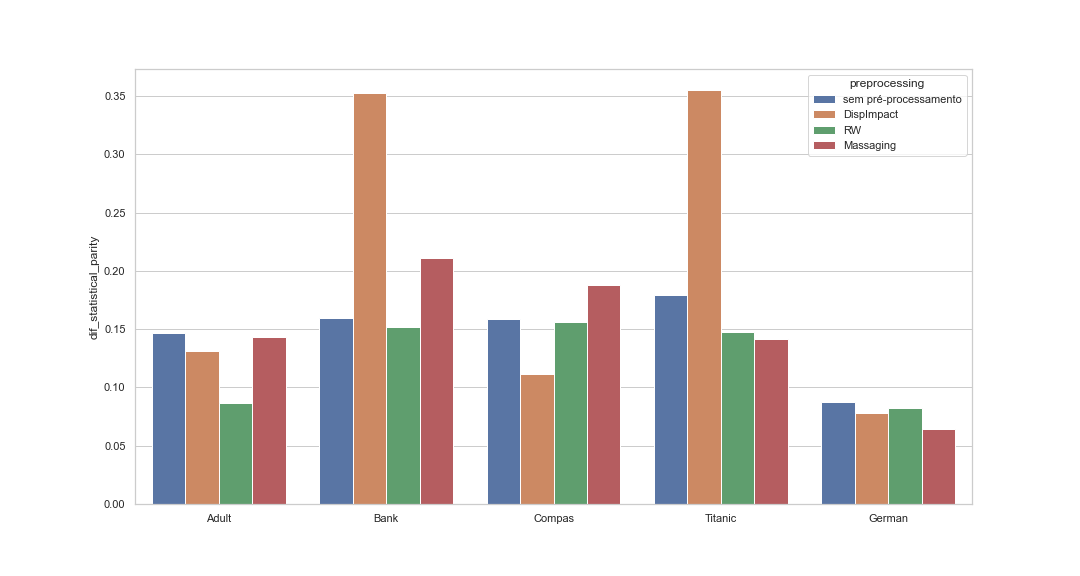 preprocessing
sem pré-processamento
DispImpact
RW
Massaging
dif_statistical_parity
0.35
0.30
0.25
0.20
0.15
0.10
0.05
0.00
Adult
Bank
Compas
Titanic
German